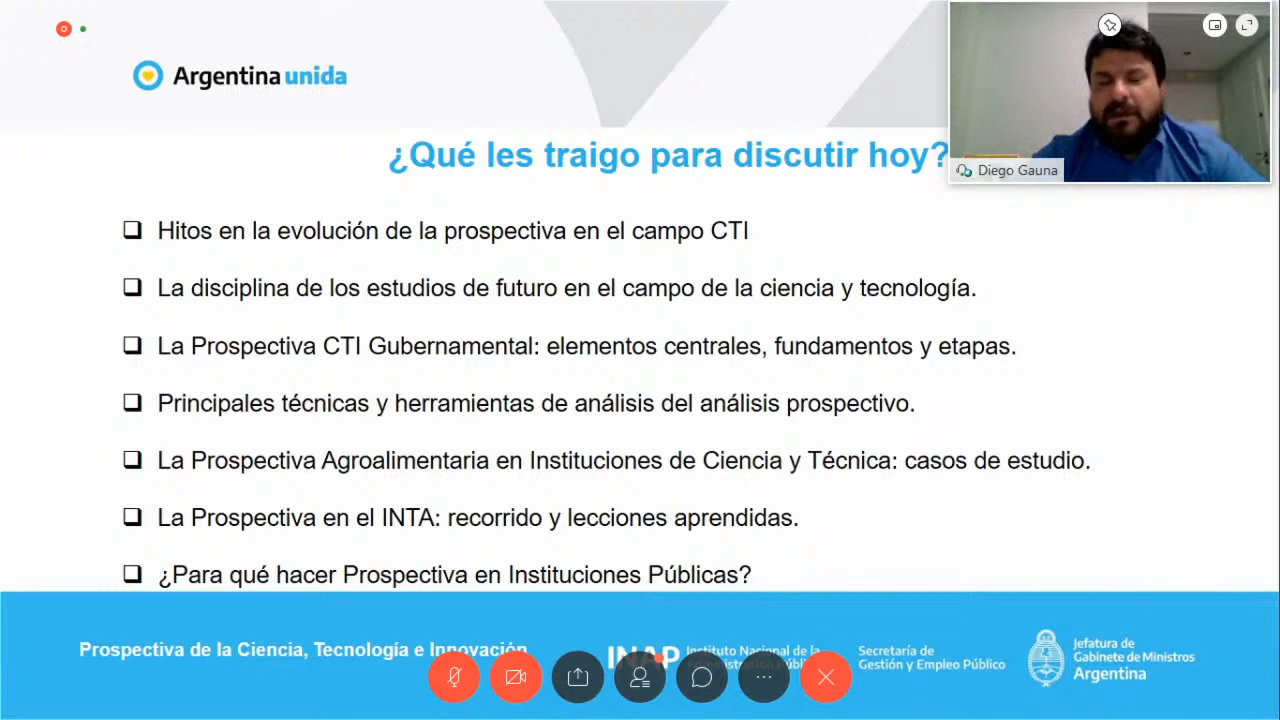 Argentina unida
Diego Gauna
¿Qué les traigo para discutir hoy?
❑ Hitos en la evolución de la prospectiva en el campo CTI
❑ La disciplina de los estudios de futuro en el campo de la ciencia y tecnología.
❑ La Prospectiva CTI Gubernamental: elementos centrales, fundamentos y etapas.
❑ Principales técnicas y herramientas de análisis del análisis prospectivo.
❑ La Prospectiva Agroalimentaria en Instituciones de Ciencia y Técnica: casos de estudio.
❑ La Prospectiva en el INTA: recorrido y lecciones aprendidas.
❑ ¿Para qué hacer Prospectiva en Instituciones Públicas?
Prospectiva de la Ciencia, Tecnología e Innovación
INAP
Instituto Nacional de la
Secretaría de
Gestión y Empleo Público
Jefatura de
Gabinete de Ministros
Argentina